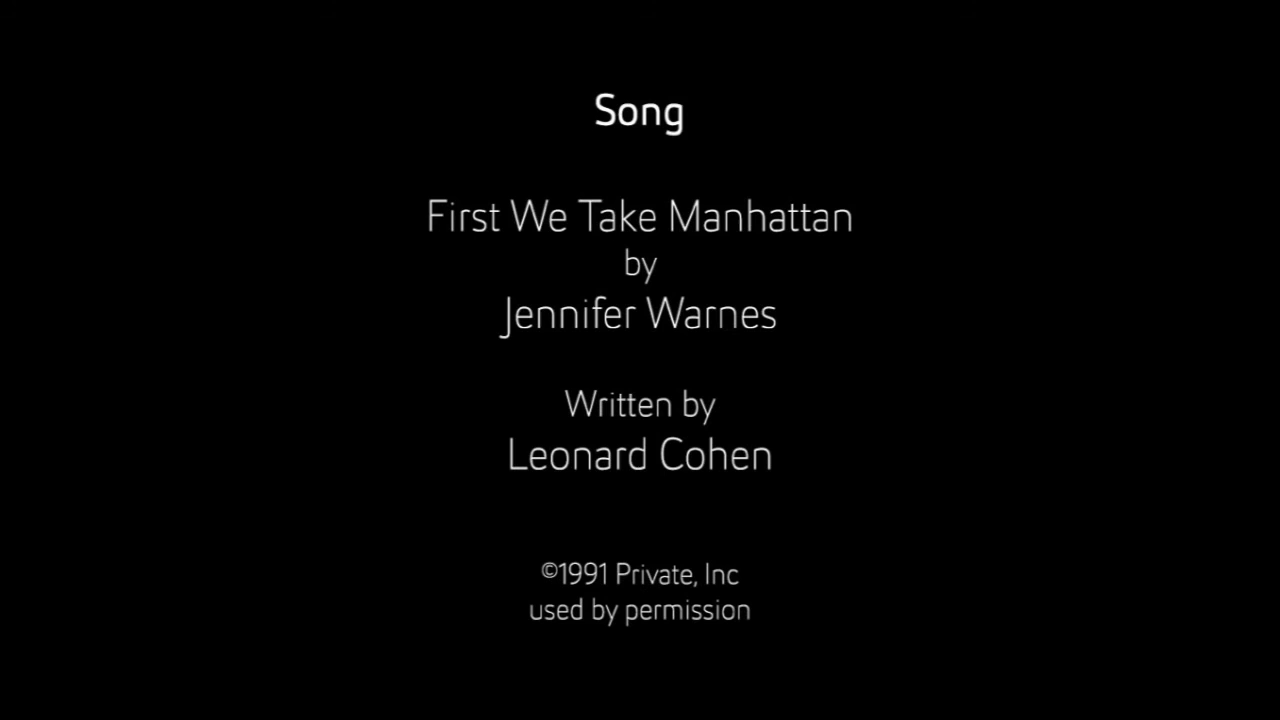 Song
First We Take Manhattan
by
Jennifer Warnes
Written by
Leonard Cohen
©1991 Private, Inc
used by permission